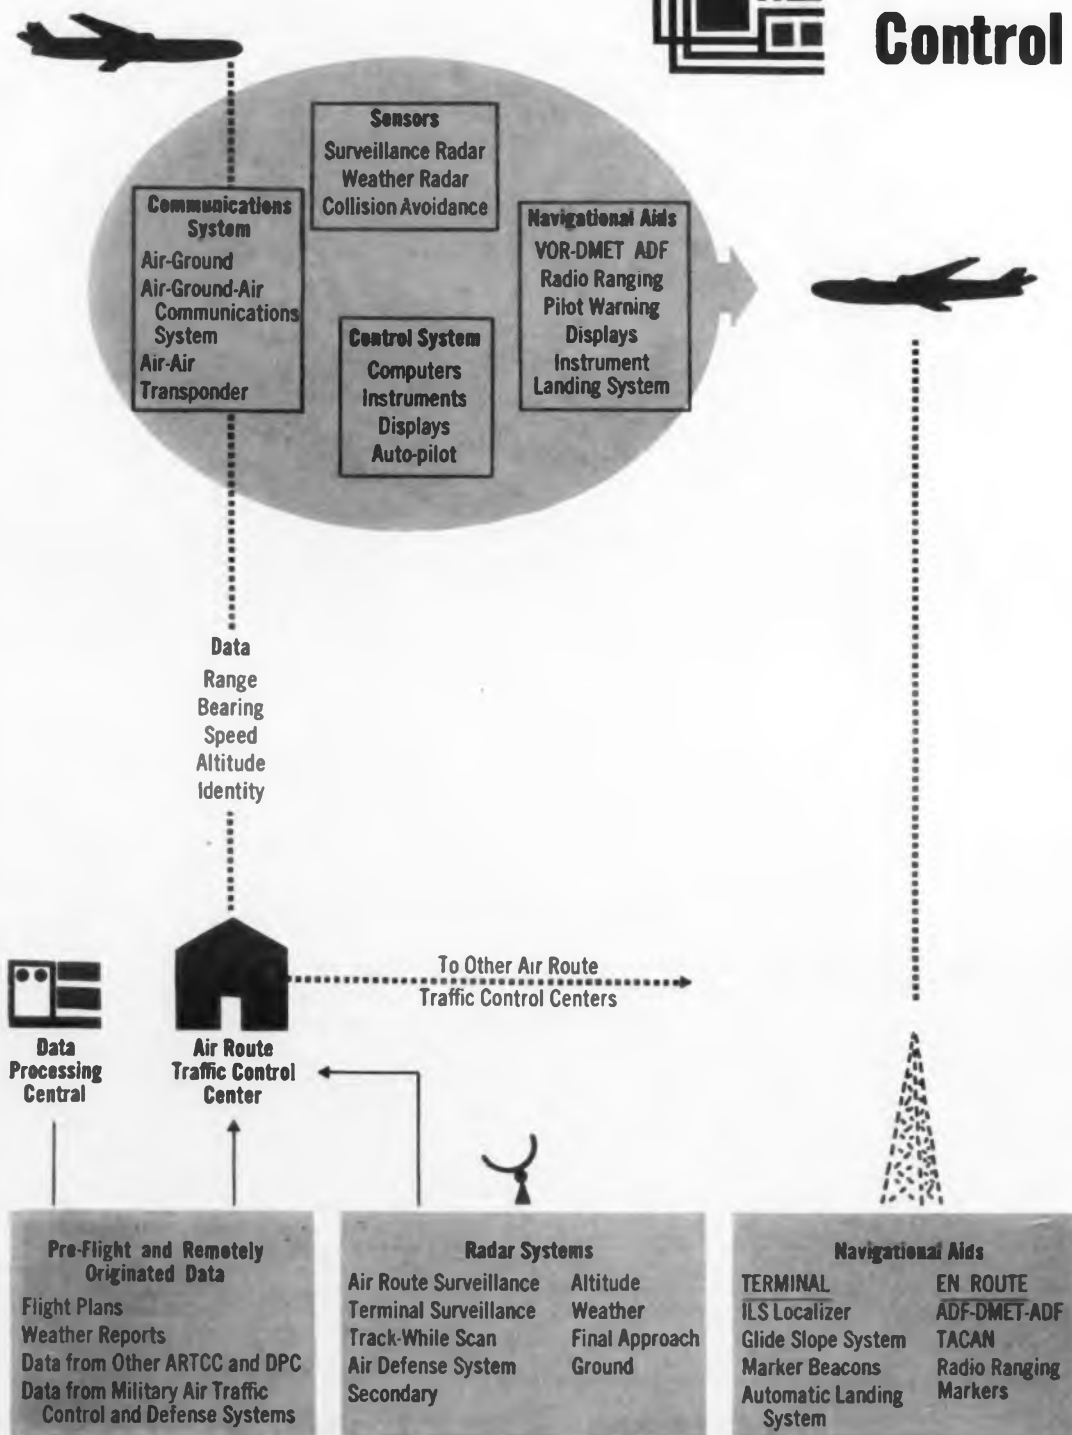 Control
Sensors
Surveillance Radar
Weather Radar
Collision Avoidance
Communications
System
Air-Ground
Air-Ground-Air
Communications
System
Air-Air
Transponder
Navigational Aids
VOR-DMET ADF
Radio Ranging
Pilot Warning
Displays
Instrument
Landing System
Control System
Computers
Instruments
Displays
Auto-pilot
Data
Range
Bearing
Speed
Altitude
Identity
To Other Air Route
Traffic Control Centers
Data
Processing
Central
Air Route
Traffic Control
Center
Pre-Flight and Remotely
Originated Data
Flight Plans
Weather Reports
Data from Other ARTCC and DPC
Data from Military Air Traffic
Control and Defense Systems
Radar Systems
Air Route Surveillance
Terminal Surveillance
Track-While Scan
Air Defense System
Secondary
Altitude
Weather
Final Approach
Ground
Navigational Aids
TERMINAL
ILS Localizer
Glide Slope System
Marker Beacons
Automatic Landing
System
EN ROUTE
ADF-DMET-ADF
TACAN
Radio Ranging
Markers